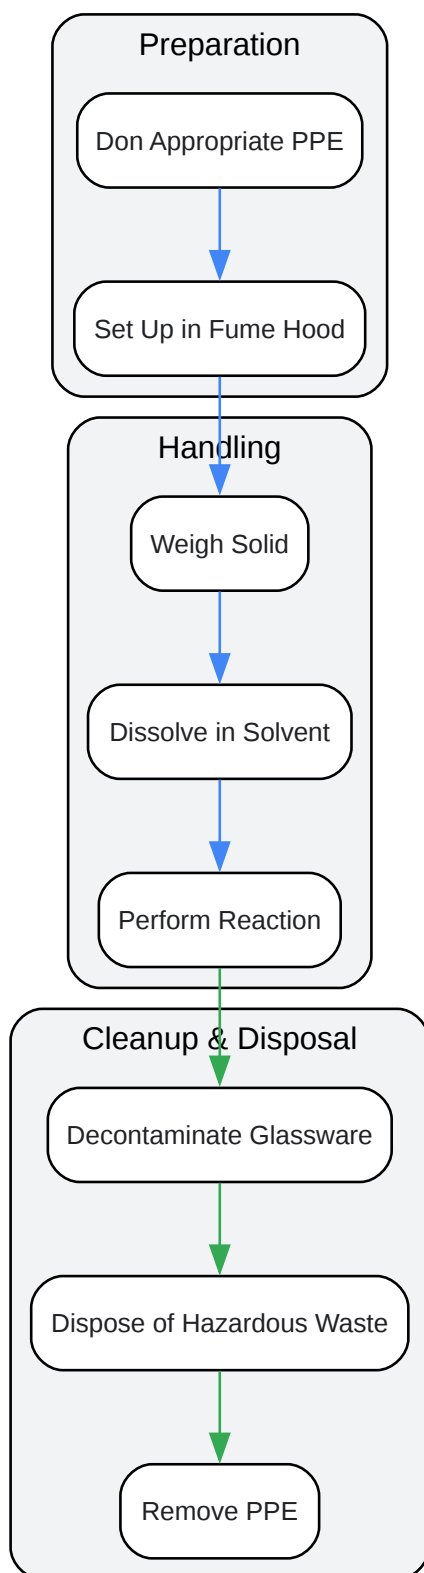 Preparation
Don Appropriate PPE
Set Up in Fume Hood
Handling
Weigh Solid
Dissolve in Solvent
Perform Reaction
Cleanup & Disposal
Decontaminate Glassware
Dispose of Hazardous Waste
Remove PPE